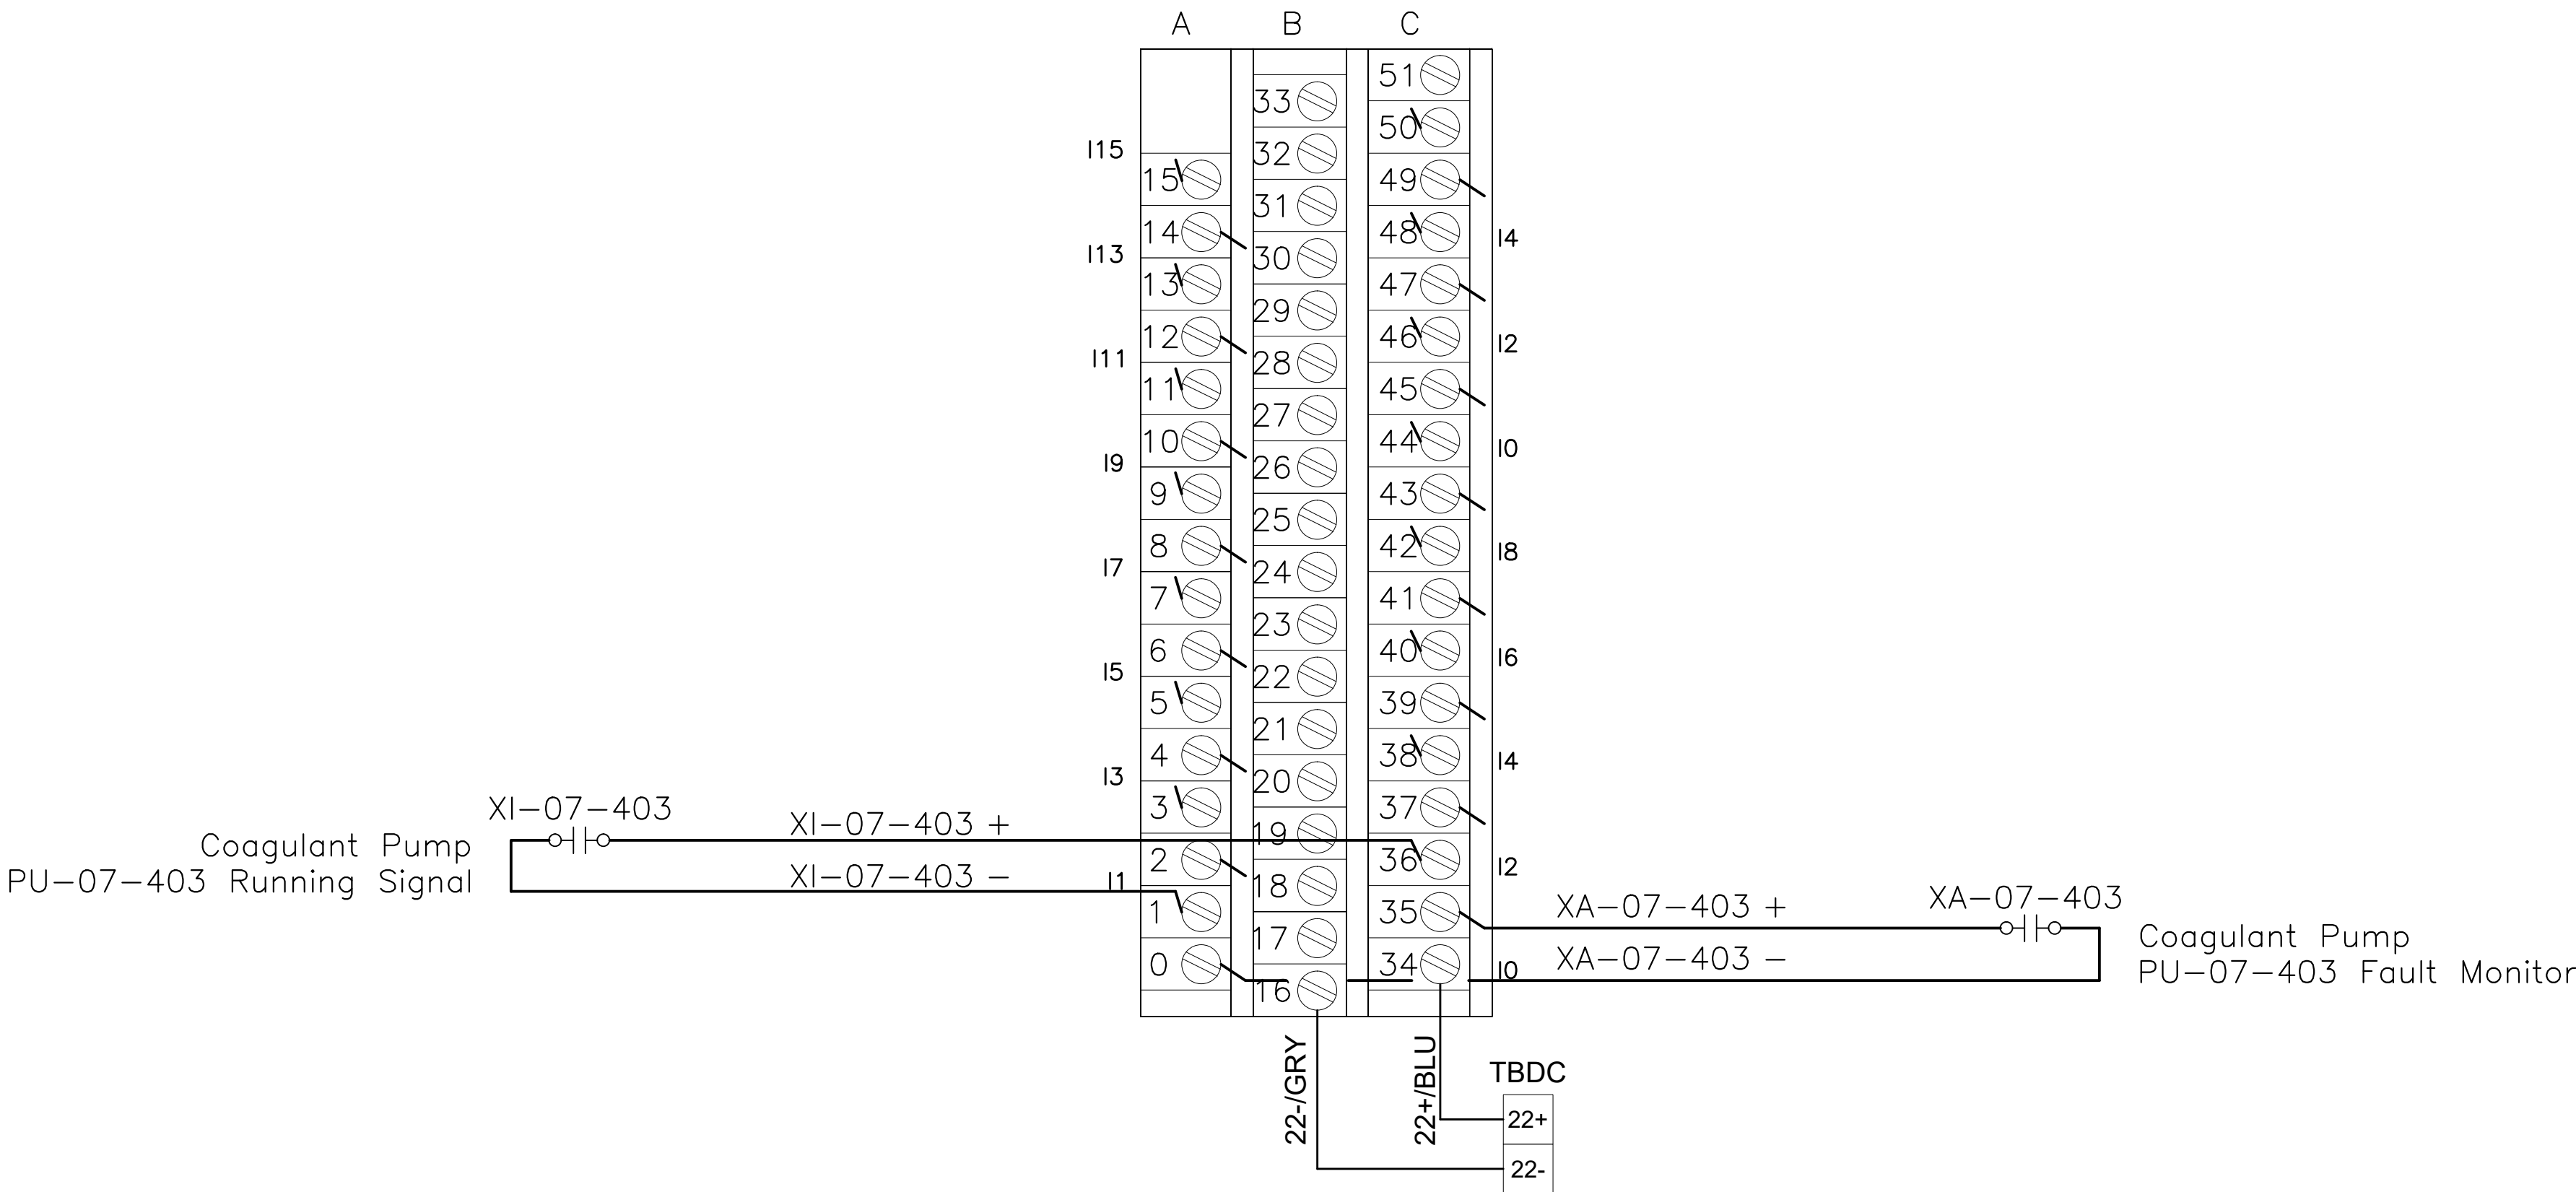 A B C
51
33
50
I15
32
15
49
31
14
48
I4
I13
30
13
47
29
12
46
I2
I11
28
11
45
27
10
44
I0
I9
26
9
43
25
8
42
I8
I7
24
7
41
23
6
40
I6
I5
22
5
39
21
4
38
I4
I3
20
3
37
XI-07-403
XI-07-403 +
19
Coagulant Pump
PU-07-403 Running Signal
2
36
I2
XI-07-403 -
I1
18
1
35
XA-07-403 +
XA-07-403
17
Coagulant Pump
PU-07-403 Fault Monitor
0
34
I0
XA-07-403 -
16
22-/GRY
22+/BLU
TBDC
22+
22-